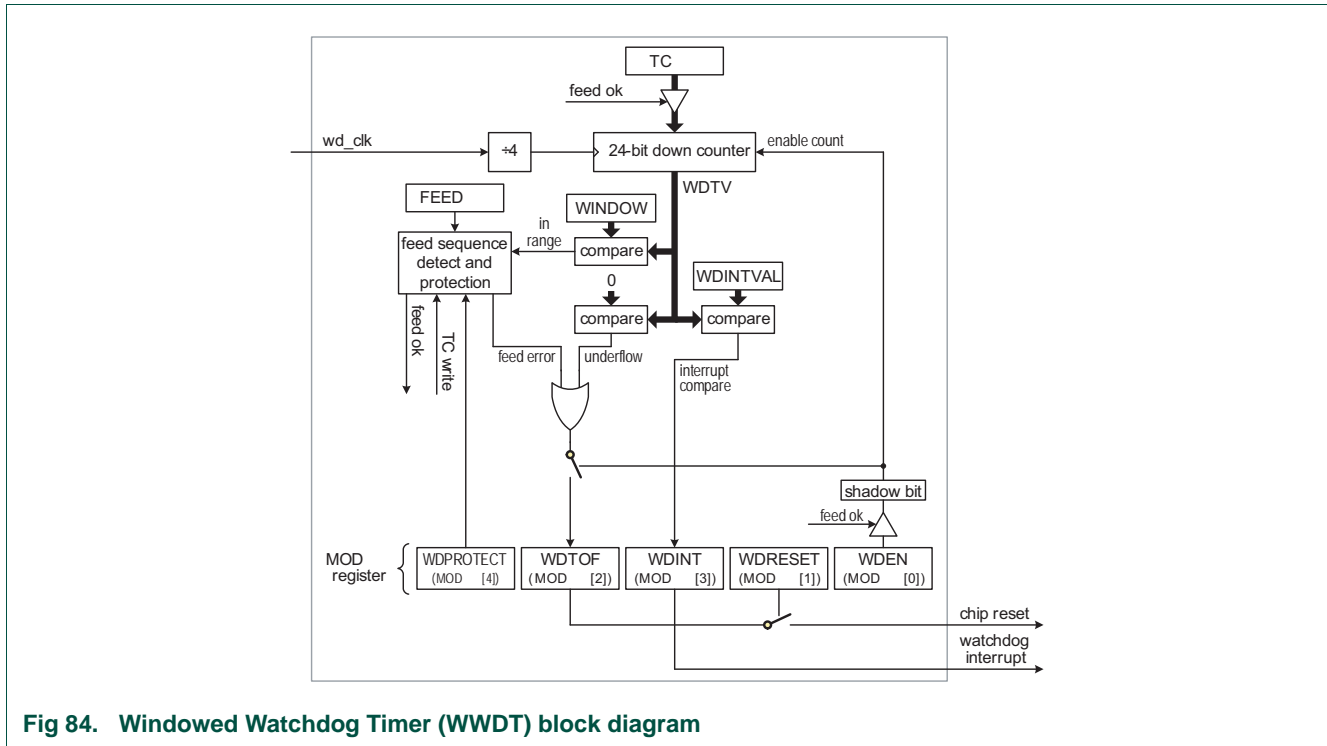 TC
feed ok
wd_clk
÷4
24-bit down counter
enable count
WDTV
FEED
WINDOW
in
range
feed sequence
detect and
protection
compare
WDINTVAL
0
compare
compare
feed ok
TC write
feed error
underflow
interrupt
compare
shadow bit
feed ok
MOD
register
WDPROTECT
(MOD [4])
WDTOF
(MOD [2])
WDINT
(MOD [3])
WDRESET
(MOD [1])
WDEN
(MOD [0])
chip reset
watchdog
interrupt
Fig 84. Windowed Watchdog Timer (WWDT) block diagram